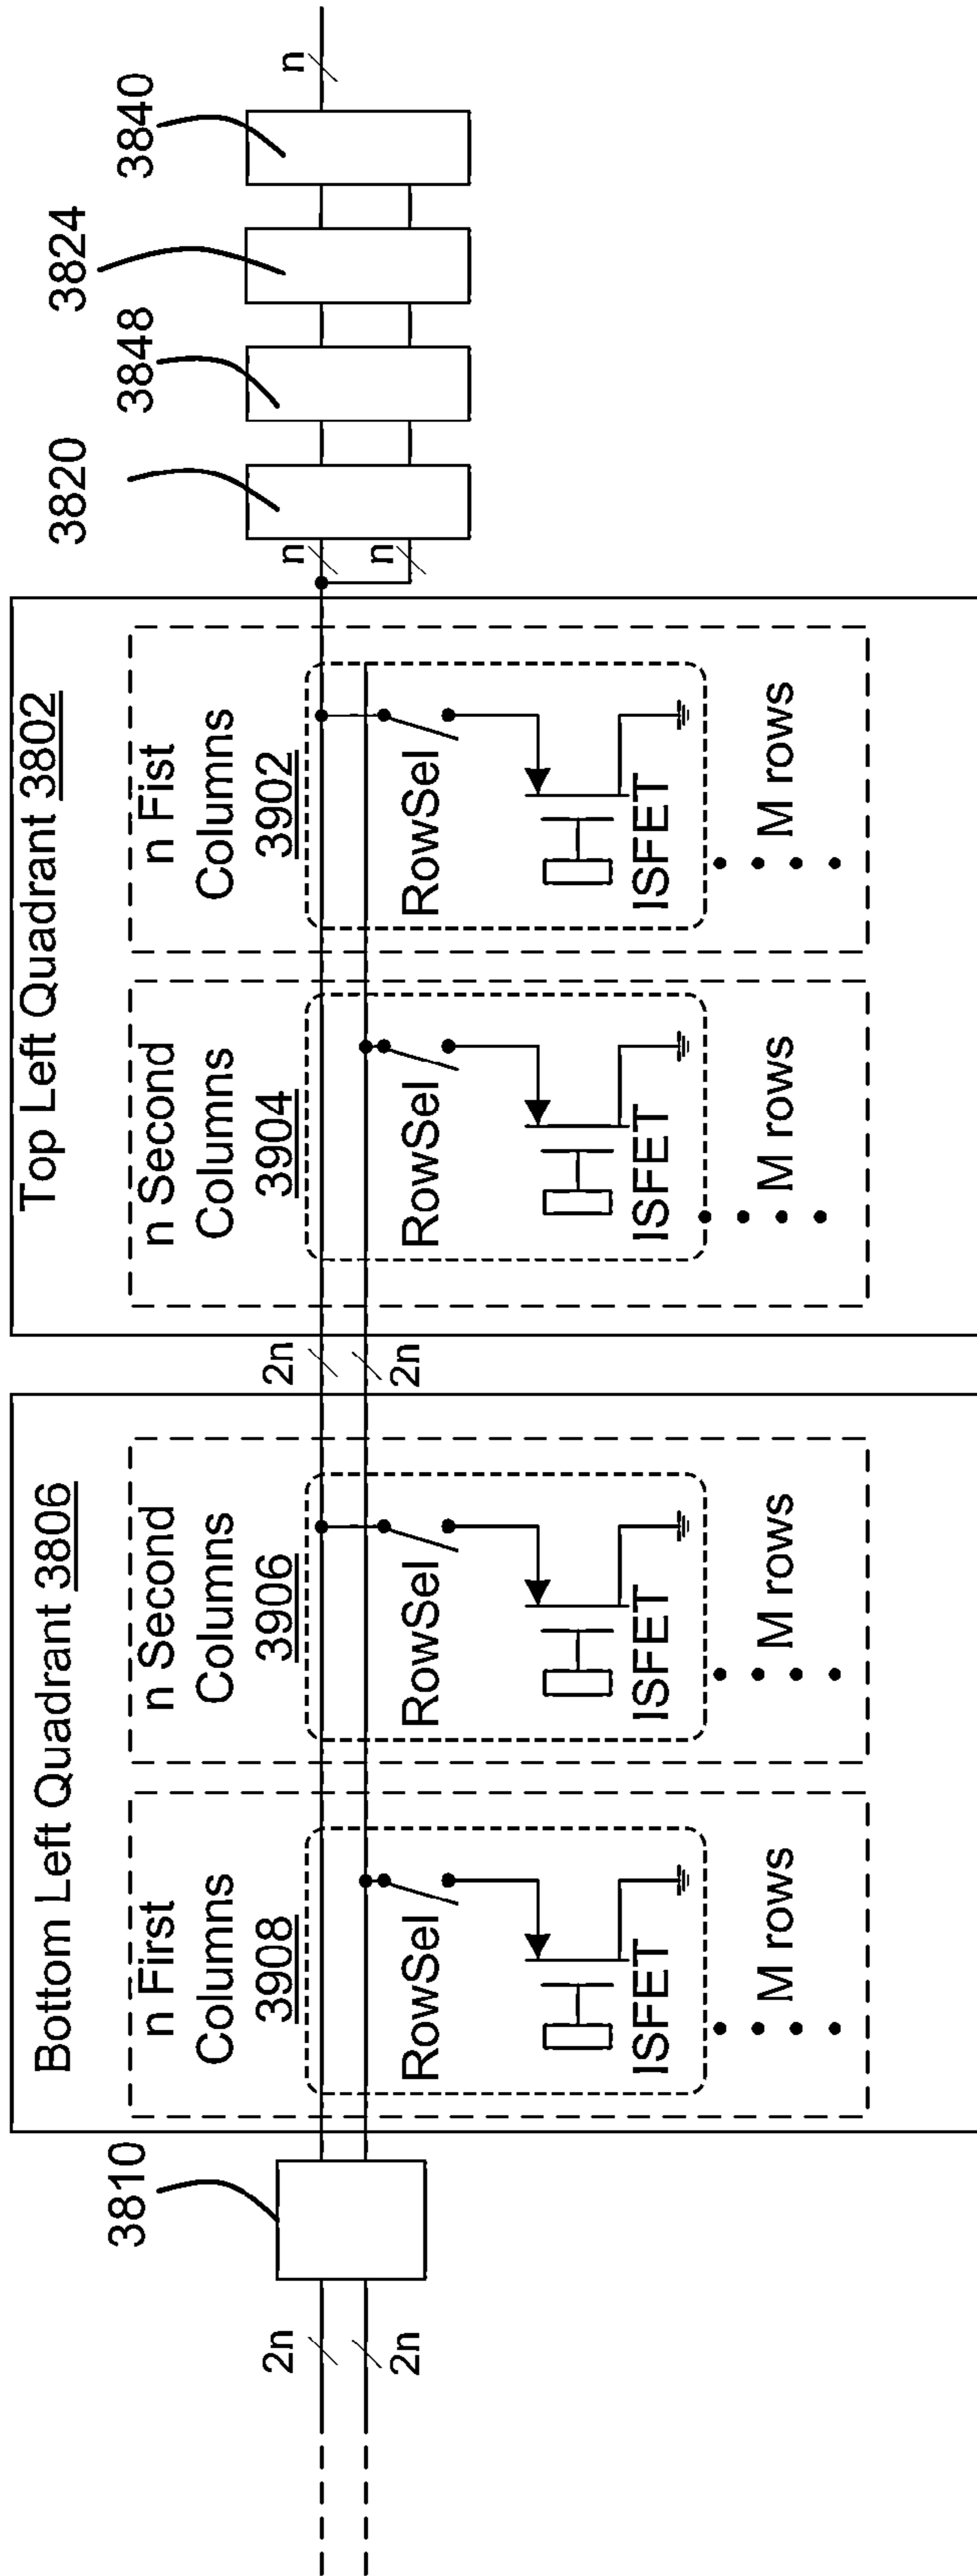 2n
2n
3810
Bottom Left Quadrant 3806
n First
Columns
3908
RowSel
ISFET
M rows
n Second
Columns
3906
RowSel
ISFET
M rows
2n
2n
Top Left Quadrant 3802
n Second
Columns
3904
RowSel
ISFET
M rows
n Fist
Columns
3902
RowSel
ISFET
M rows
n
n
3820
3848
3824
3840
n